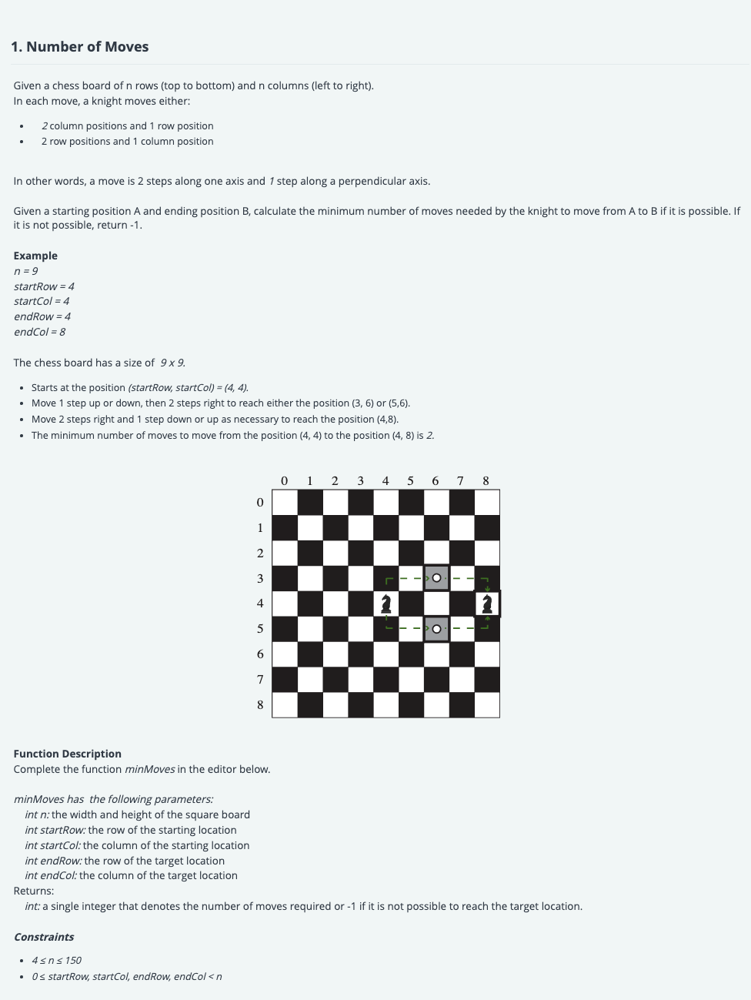 1. Number of Moves
Given a chess board of n rows (top to bottom) and n columns (left to right).
In each move, a knight moves either:
• 2 column positions and 1 row position
• 2 row positions and 1 column position
In other words, a move is 2 steps along one axis and 1 step along a perpendicular axis.
Given a starting position A and ending position B, calculate the minimum number of moves needed by the knight to move from A to B if it is possible. If
it is not possible, return -1.
Example
n = 9
startRow = 4
startCol = 4
endRow = 4
endCol = 8
The chess board has a size of 9 x 9.
• Starts at the position (startRow, startCol) = (4, 4).
• Move 1 step up or down, then 2 steps right to reach either the position (3, 6) or (5,6).
• Move 2 steps right and 1 step down or up as necessary to reach the position (4,8).
• The minimum number of moves to move from the position (4, 4) to the position (4, 8) is 2.
0 1 2 3 4 5 6 7 8
0
1
2
3
4
5
6
7
8
Function Description
Complete the function minMoves in the editor below.
minMoves has the following parameters:
int n: the width and height of the square board
int startRow: the row of the starting location
int startCol: the column of the starting location
int endRow: the row of the target location
int endCol: the column of the target location
Returns:
int: a single integer that denotes the number of moves required or -1 if it is not possible to reach the target location.
Constraints
• 4 ≤ n ≤ 150
• 0 ≤ startRow, startCol, endRow, endCol < n